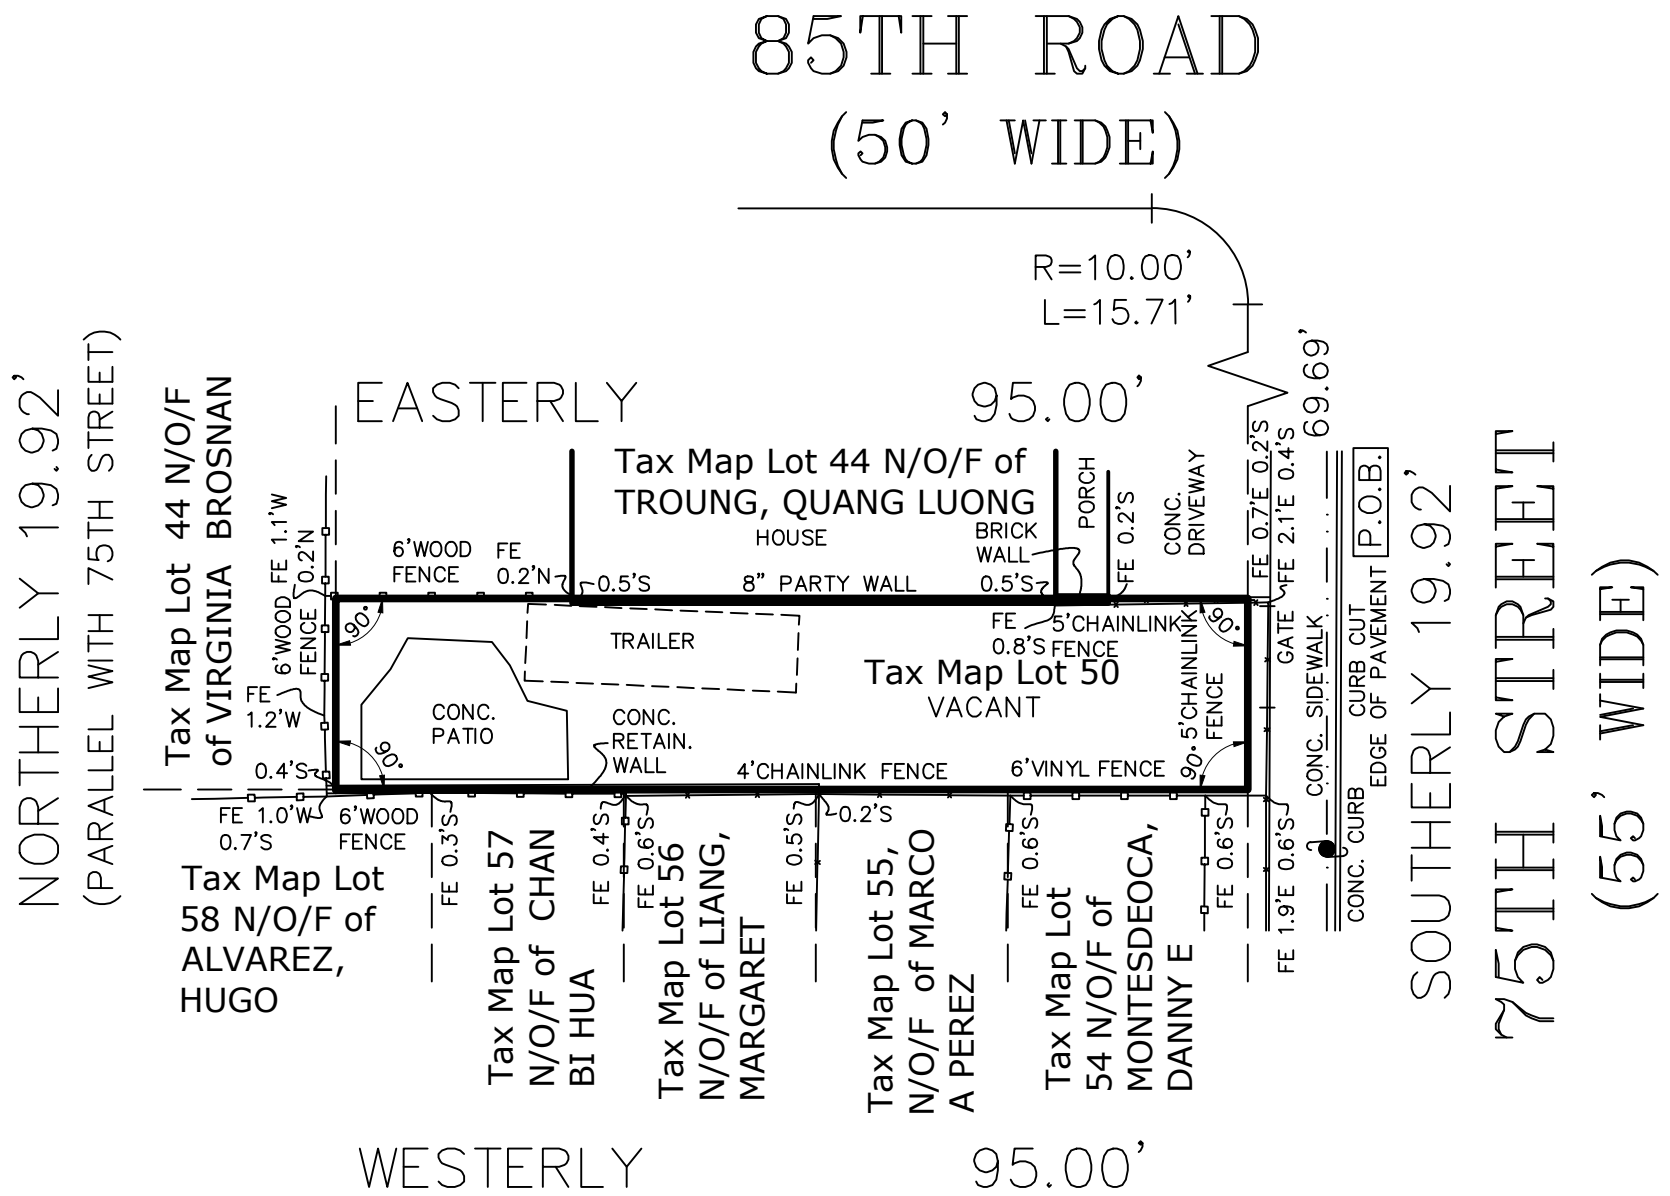 85TH ROAD
(50' WIDE)
R=10.00'
L=15.71'
EASTERLY 95.00'
69.69'
NORTHERLY 19.92'
(PARALLEL WITH 75TH STREET)
Tax Map Lot 44 N/O/F
of VIRGINIA BROSNAN
Tax Map Lot 44 N/O/F of
TROUNG, QUANG LUONG
HOUSE
8" PARTY WALL
BRICK
WALL
PORCH
CONC.
DRIVEWAY
FE 0.2'S
FE 0.7'E 0.2'S
FE 2.1'E 0.4'S
P.O.B.
FE 1.1'W
0.2'N
6'WOOD
FENCE
FE
0.2'N
0.5'S
0.5'S
6'WOOD
FENCE
90°
TRAILER
FE
0.8'S
5'CHAINLINK
FENCE
90°
GATE
Tax Map Lot 50
VACANT
5'CHAINLINK
FENCE
CONC. SIDEWALK
CURB CUT
EDGE OF PAVEMENT
CONC. CURB
FE
1.2'W
CONC.
PATIO
CONC.
RETAIN.
WALL
90°
90°
0.4'S
4'CHAINLINK FENCE
6'VINYL FENCE
FE 1.0'W
0.7'S
6'WOOD
FENCE
FE 0.3'S
FE 0.4'S
FE 0.6'S
FE 0.5'S
0.2'S
FE 0.6'S
FE 0.6'S
FE 1.9'E 0.6'S
Tax Map Lot
58 N/O/F of
ALVAREZ,
HUGO
Tax Map Lot 57
N/O/F of CHAN
BI HUA
Tax Map Lot 56
N/O/F of LIANG,
MARGARET
Tax Map Lot 55,
N/O/F of MARCO
A PEREZ
Tax Map Lot
54 N/O/F of
MONTESDEOCA,
DANNY E
SOUTHERLY 19.92'
75TH STREET
(55' WIDE)
WESTERLY 95.00'